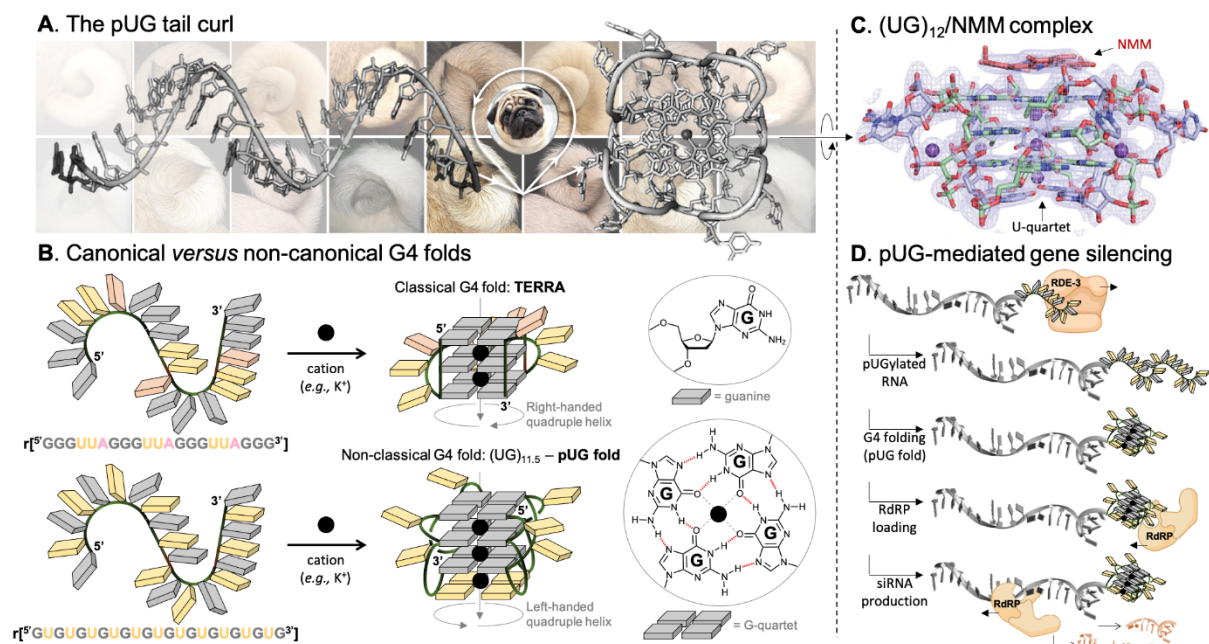 A. The pUG tail curl
C. (UG)12/NMM complex
NMM
U-quartet
B. Canonical versus non-canonical G4 folds
5'
3'
cation
(e.g., K+)
r[5'GGGUUAGGGUUAGGGUUAGGG3']
Classical G4 fold: TERRA
5'
3'
Right-handed
quadruple helix
O
N
NH
G
N
N
NH2
O
O
O
= guanine
5'
3'
cation
(e.g., K+)
r[5'GUGUGUGUGUGUGUGUGUGUGUG3']
Non-classical G4 fold: (UG)11.5 – pUG fold
5'
3'
Left-handed
quadruple helix
G
G
G
G
= G-quartet
D. pUG-mediated gene silencing
RDE-3
pUGylated
RNA
G4 folding
(pUG fold)
RdRP
loading
RdRP
siRNA
production
RdRP